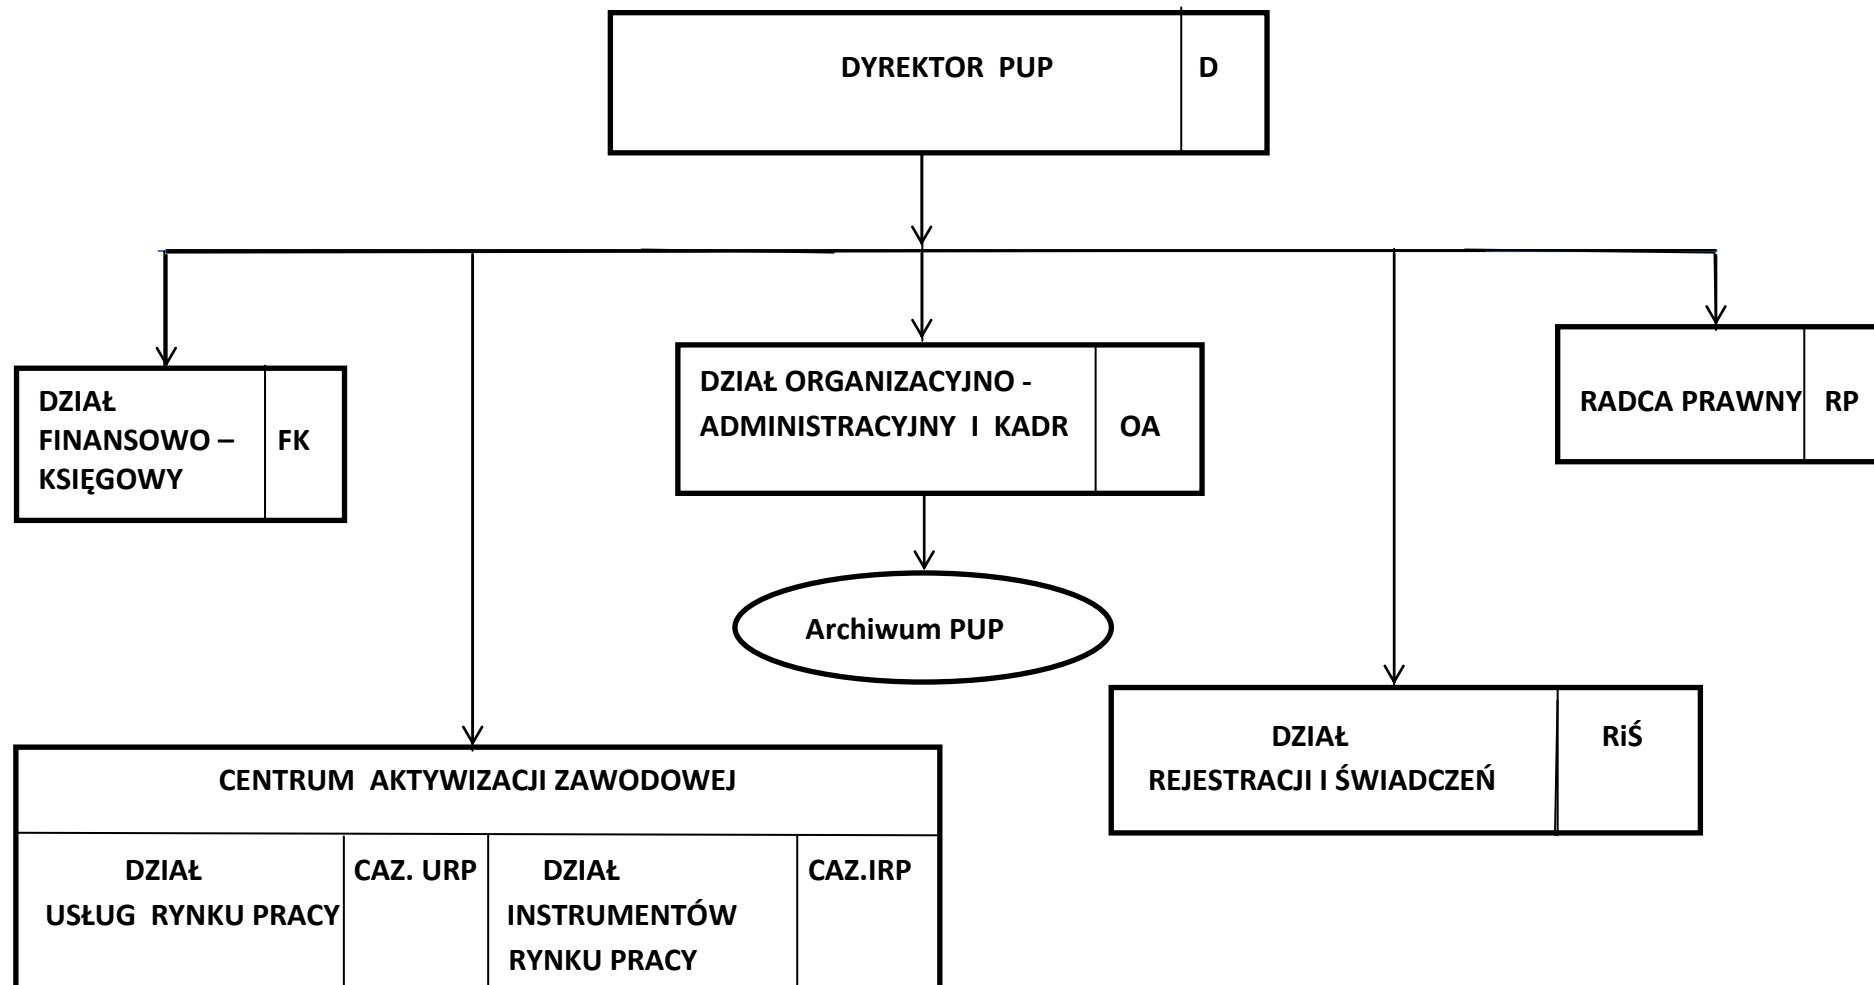 DYREKTOR PUP
D
DZIAŁ
FINANSOWO –
KSIĘGOWY
FK
DZIAŁ ORGANIZACYJNO -
ADMINISTRACYJNY I KADR
OA
RADCA PRAWNY
RP
Archiwum PUP
DZIAŁ
REJESTRACJI I ŚWIADCZEŃ
RiŚ
CENTRUM AKTYWIZACJI ZAWODOWEJ
DZIAŁ
USŁUG RYNKU PRACY
CAZ. URP
DZIAŁ
INSTRUMENTÓW
RYNKU PRACY
CAZ.IRP